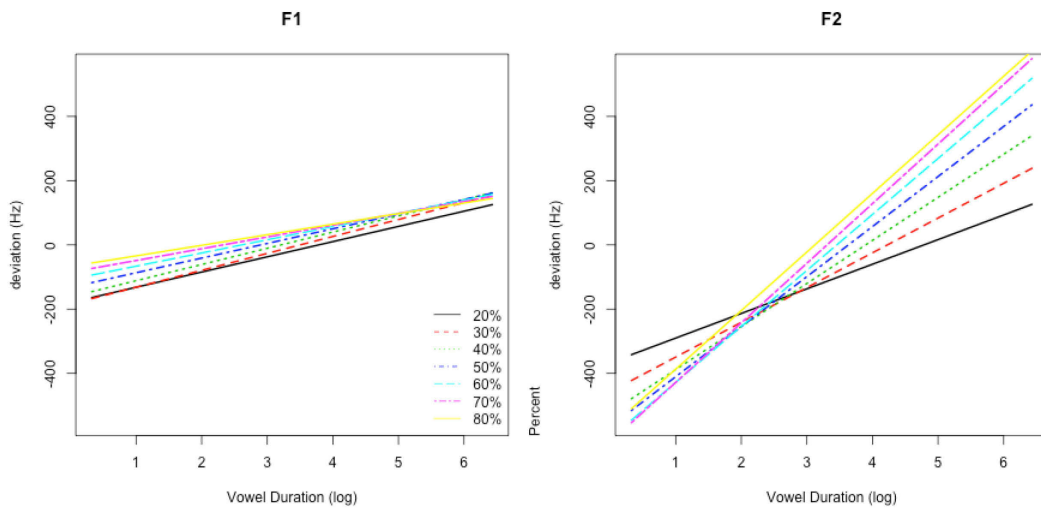 F1
deviation (Hz)
400
200
0
-200
-400
1 2 3 4 5 6
Vowel Duration (log)
20%
30%
40%
50%
60%
70%
80%
Percent
F2
deviation (Hz)
400
200
0
-200
-400
1 2 3 4 5 6
Vowel Duration (log)